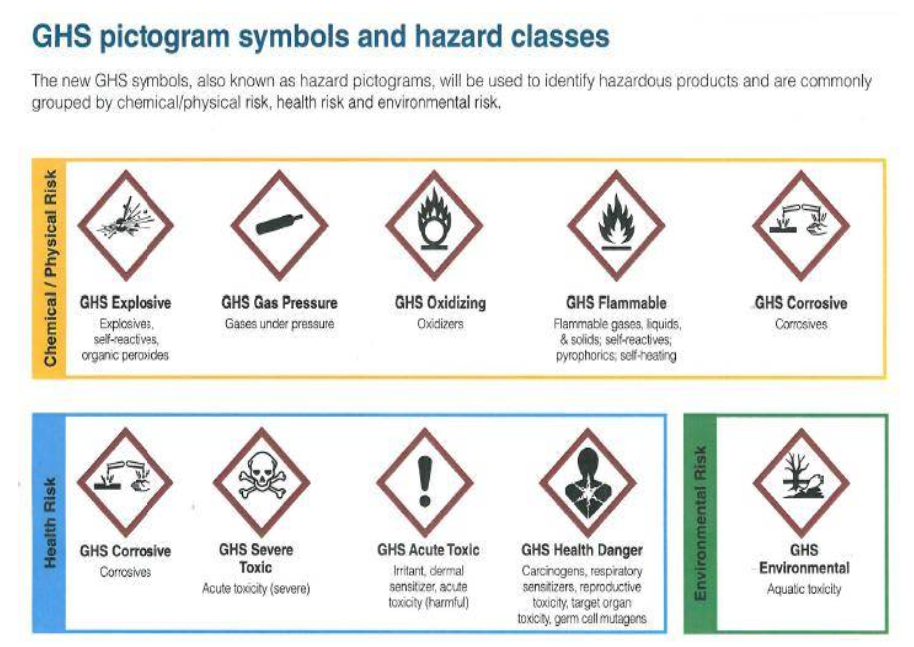 GHS pictogram symbols and hazard classes
The new GHS symbols, also known as hazard pictograms, will be used to identify hazardous products and are commonly
grouped by chemical/physical risk, health risk and environmental risk.
Chemical / Physical Risk
GHS Explosive
Explosives,
self-reactives,
organic peroxides
GHS Gas Pressure
Gases under pressure
GHS Oxidizing
Oxidizers
GHS Flammable
Flammable gases, liquids,
& solids; self-reactives;
pyrophorics; self-heating
GHS Corrosive
Corrosives
Health Risk
GHS Corrosive
Corrosives
GHS Severe
Toxic
Acute toxicity (severe)
GHS Acute Toxic
Irritant, dermal
sensitizer, acute
toxicity (harmful)
GHS Health Danger
Carcinogens, respiratory
sensitizers, reproductive
toxicity, target organ
toxicity, germ cell mutagens
Environmental Risk
GHS
Environmental
Aquatic toxicity